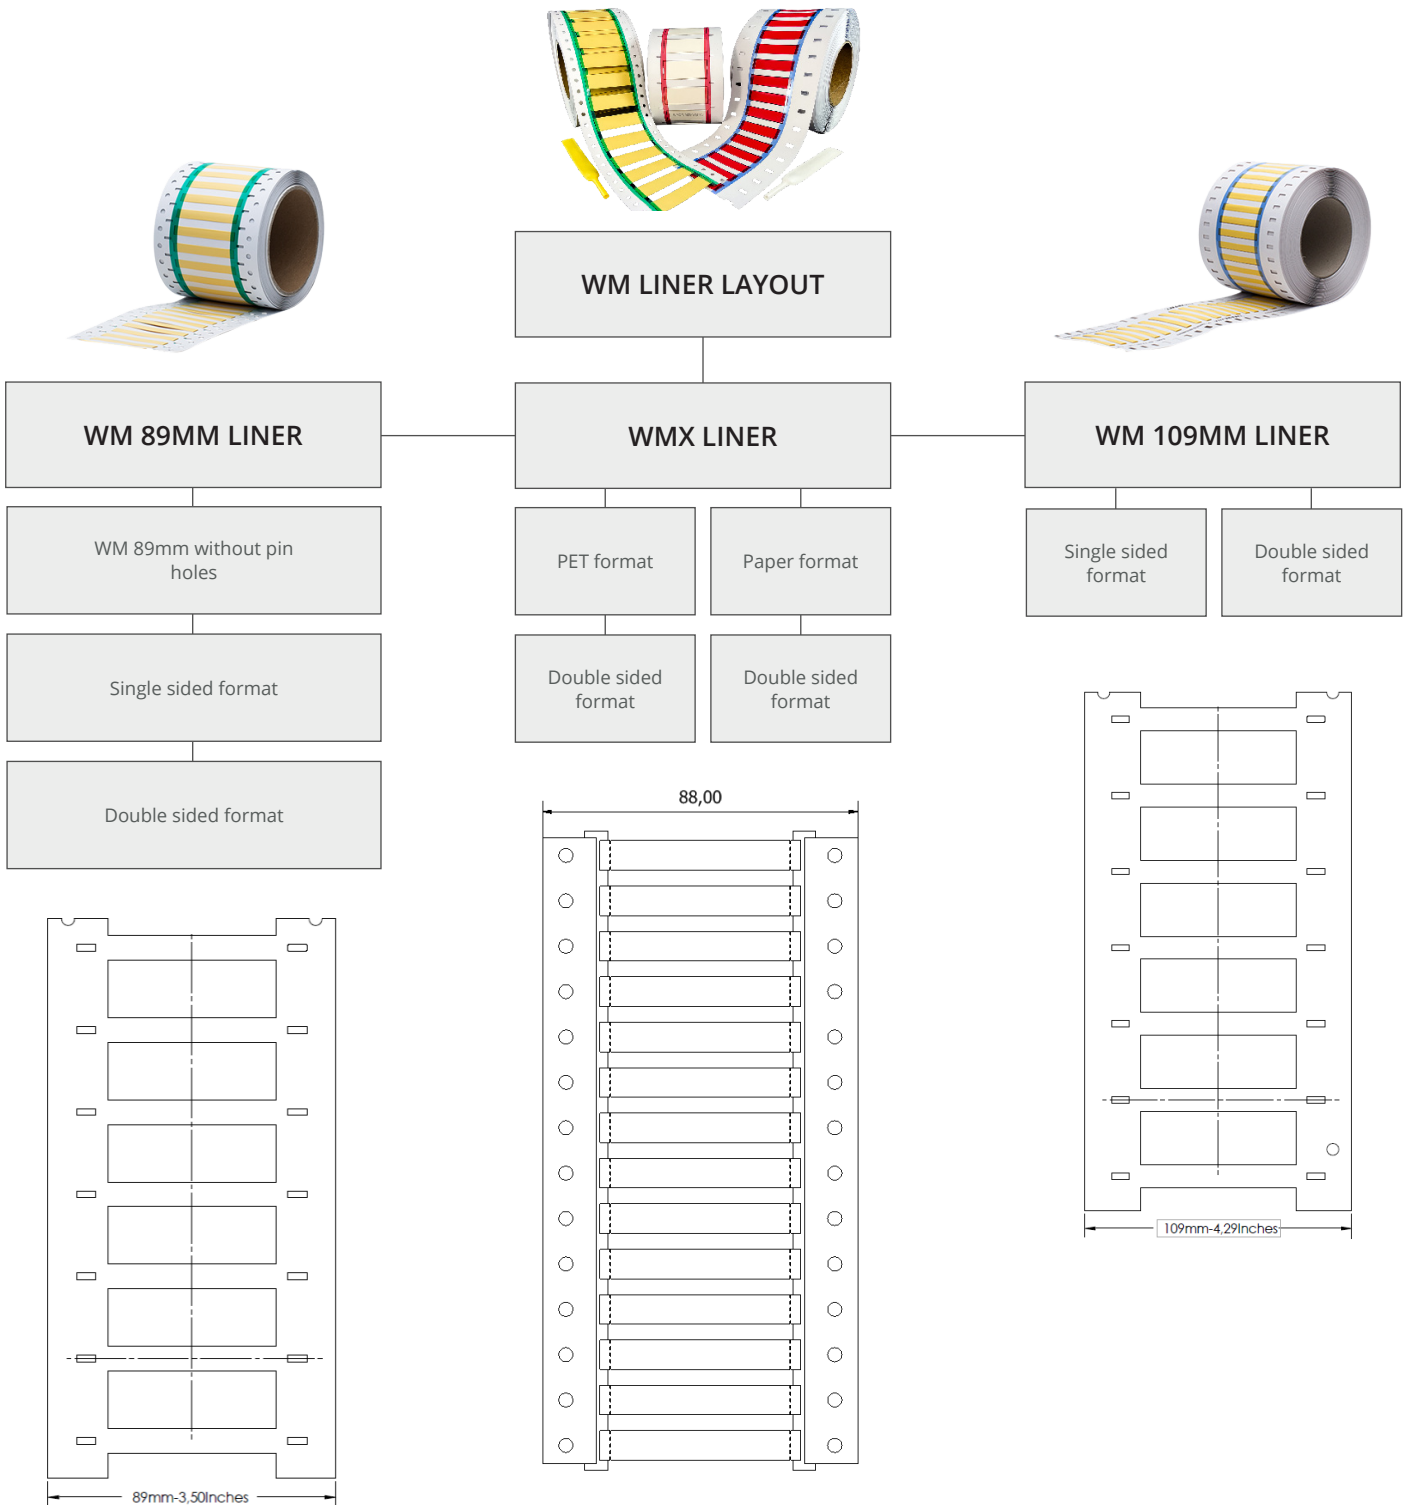 WM LINER LAYOUT
WM 89MM LINER
WMX LINER
WM 109MM LINER
WM 89mm without pin
holes
Single sided format
Double sided format
PET format
Paper format
Double sided
format
Double sided
format
Single sided
format
Double sided
format
88,00
109mm-4,29Inches
89mm-3,50Inches